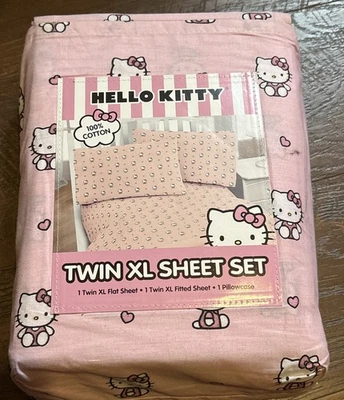 HELLO KITTY
100%
COTTON
TWIN XL SHEET SET
1 Twin XL Flat Sheet • 1 Twin XL Fitted Sheet • 1 Pillowcase